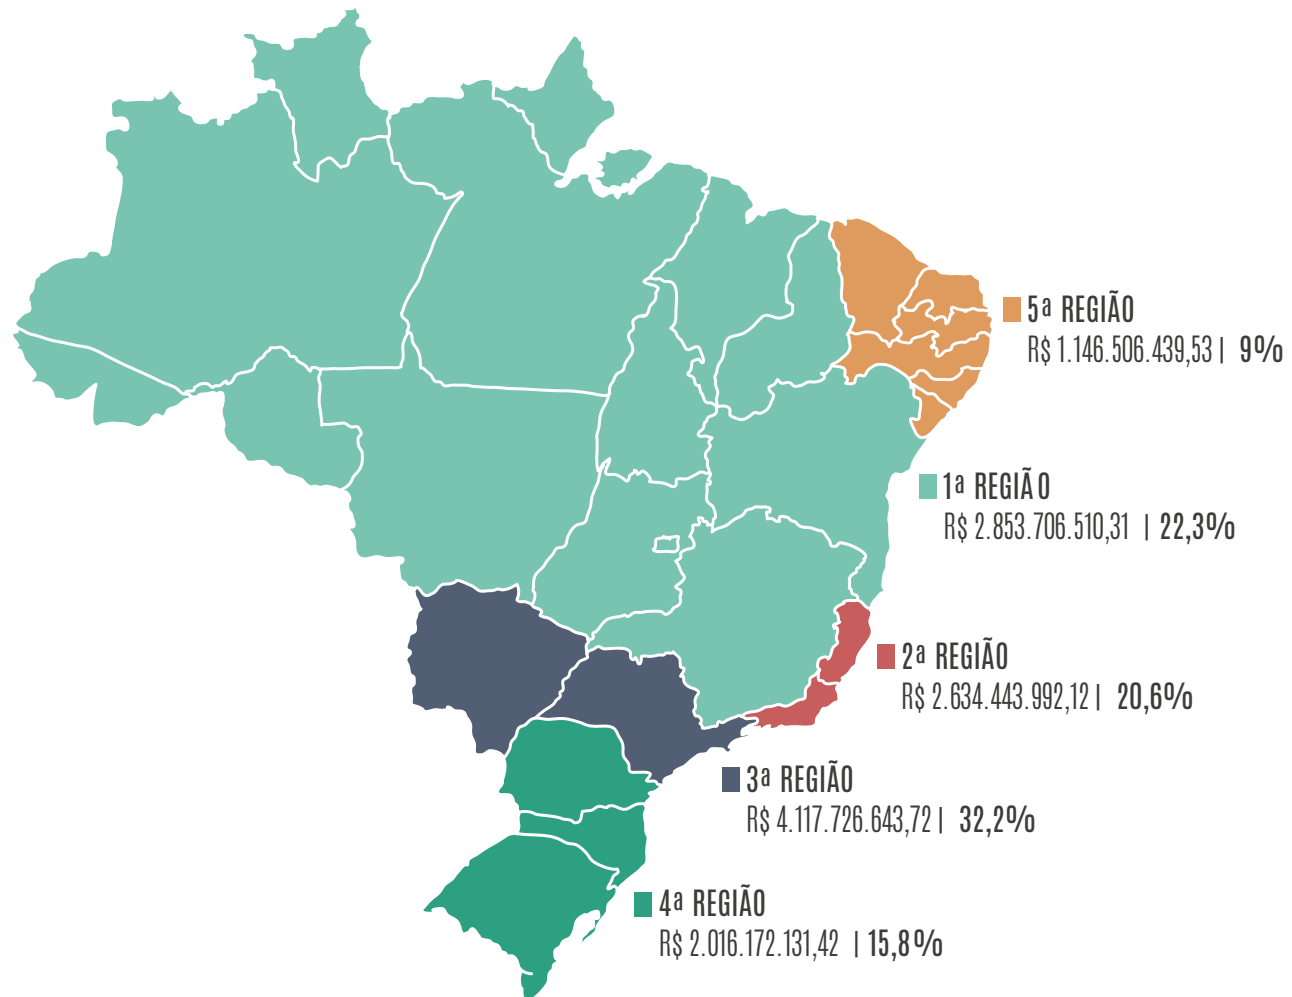 5ª REGIÃO
R$ 1.146.506.439,53 | 9%
1ª REGIÃO
R$ 2.853.706.510,31 | 22,3%
2ª REGIÃO
R$ 2.634.443.992,12 | 20,6%
3ª REGIÃO
R$ 4.117.726.643,72 | 32,2%
4ª REGIÃO
R$ 2.016.172.131,42 | 15,8%